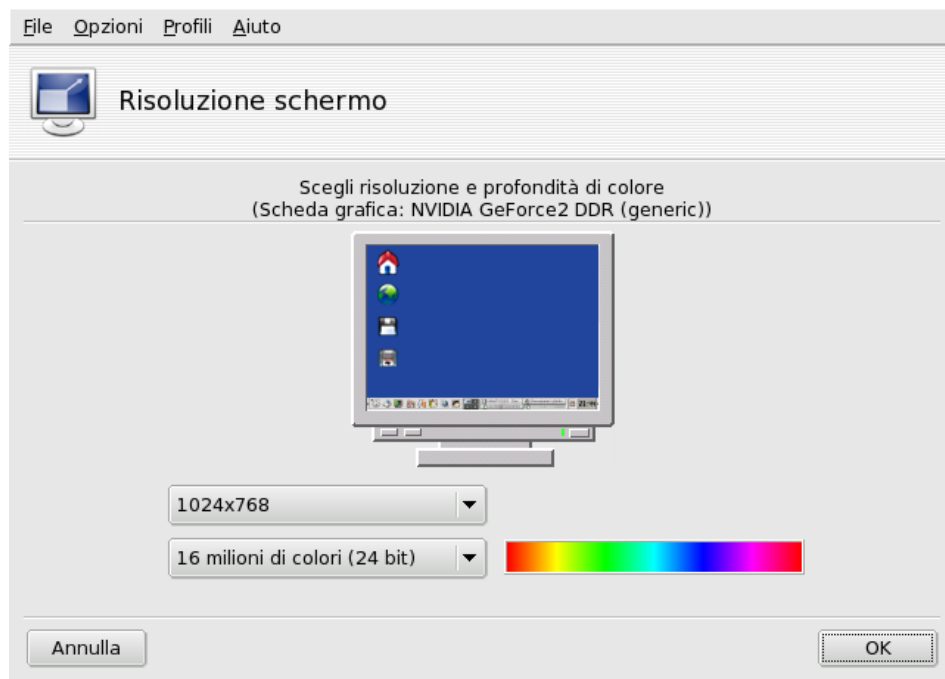 File Opzioni Profili Aiuto
Risoluzione schermo
Scegli risoluzione e profondità di colore
(Scheda grafica: NVIDIA GeForce2 DDR (generic))
1024x768
16 milioni di colori (24 bit)
Annulla
OK